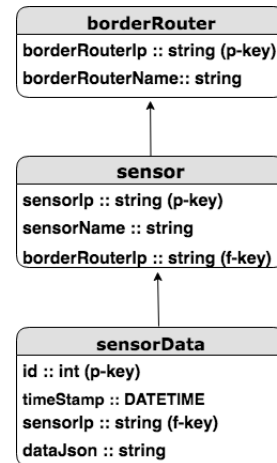 borderRouter
borderRouterIp :: string (p-key)
borderRouterName:: string
sensor
sensorIp :: string (p-key)
sensorName :: string
borderRouterIp :: string (f-key)
sensorData
id :: int (p-key)
timeStamp :: DATETIME
sensorIp :: string (f-key)
dataJson :: string